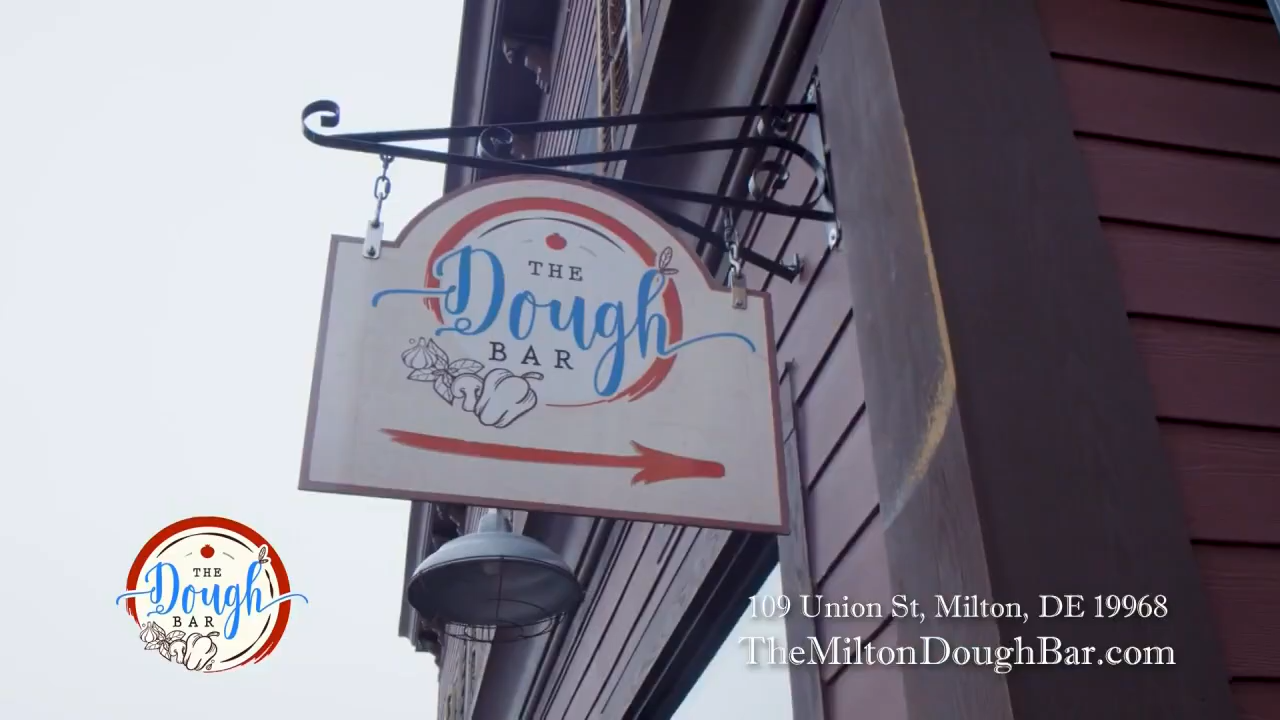 THE
Dough
BAR
THE
Dough
BAR
109 Union St, Milton, DE 19968
TheMiltonDoughBar.com